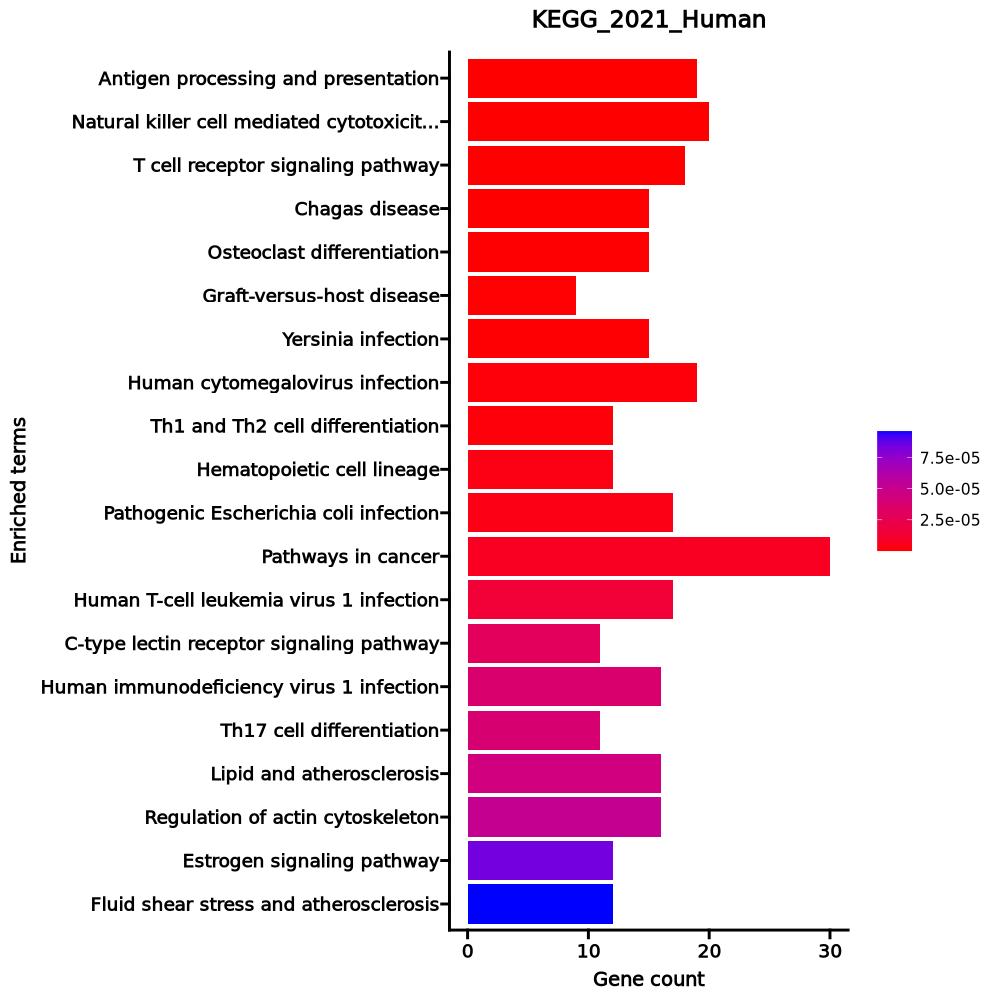 KEGG_2021_Human
Antigen processing and presentation
Natural killer cell mediated cytotoxicit...
T cell receptor signaling pathway
Chagas disease
Osteoclast differentiation
Graft-versus-host disease
Yersinia infection
Human cytomegalovirus infection
Th1 and Th2 cell differentiation
Hematopoietic cell lineage
Pathogenic Escherichia coli infection
Pathways in cancer
Human T-cell leukemia virus 1 infection
C-type lectin receptor signaling pathway
Human immunodeficiency virus 1 infection
Th17 cell differentiation
Lipid and atherosclerosis
Regulation of actin cytoskeleton
Estrogen signaling pathway
Fluid shear stress and atherosclerosis
Enriched terms
0 10 20 30
Gene count
7.5e-05
5.0e-05
2.5e-05